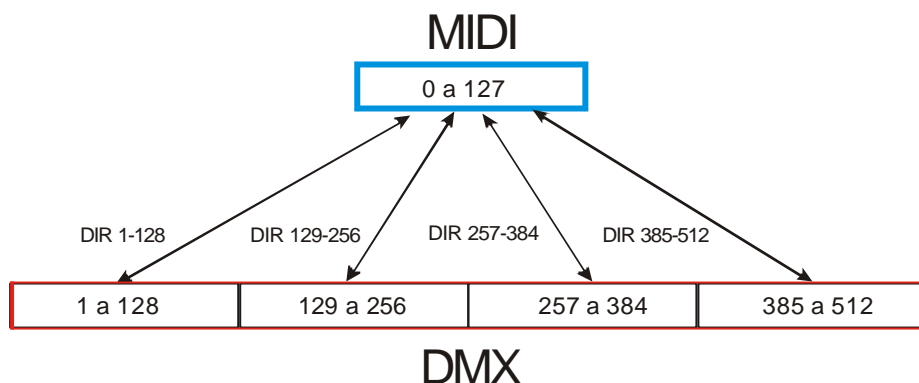 MIDI
0 a 127
DIR 1-128
DIR 129-256
DIR 257-384
DIR 385-512
1 a 128
129 a 256
257 a 384
385 a 512
DMX